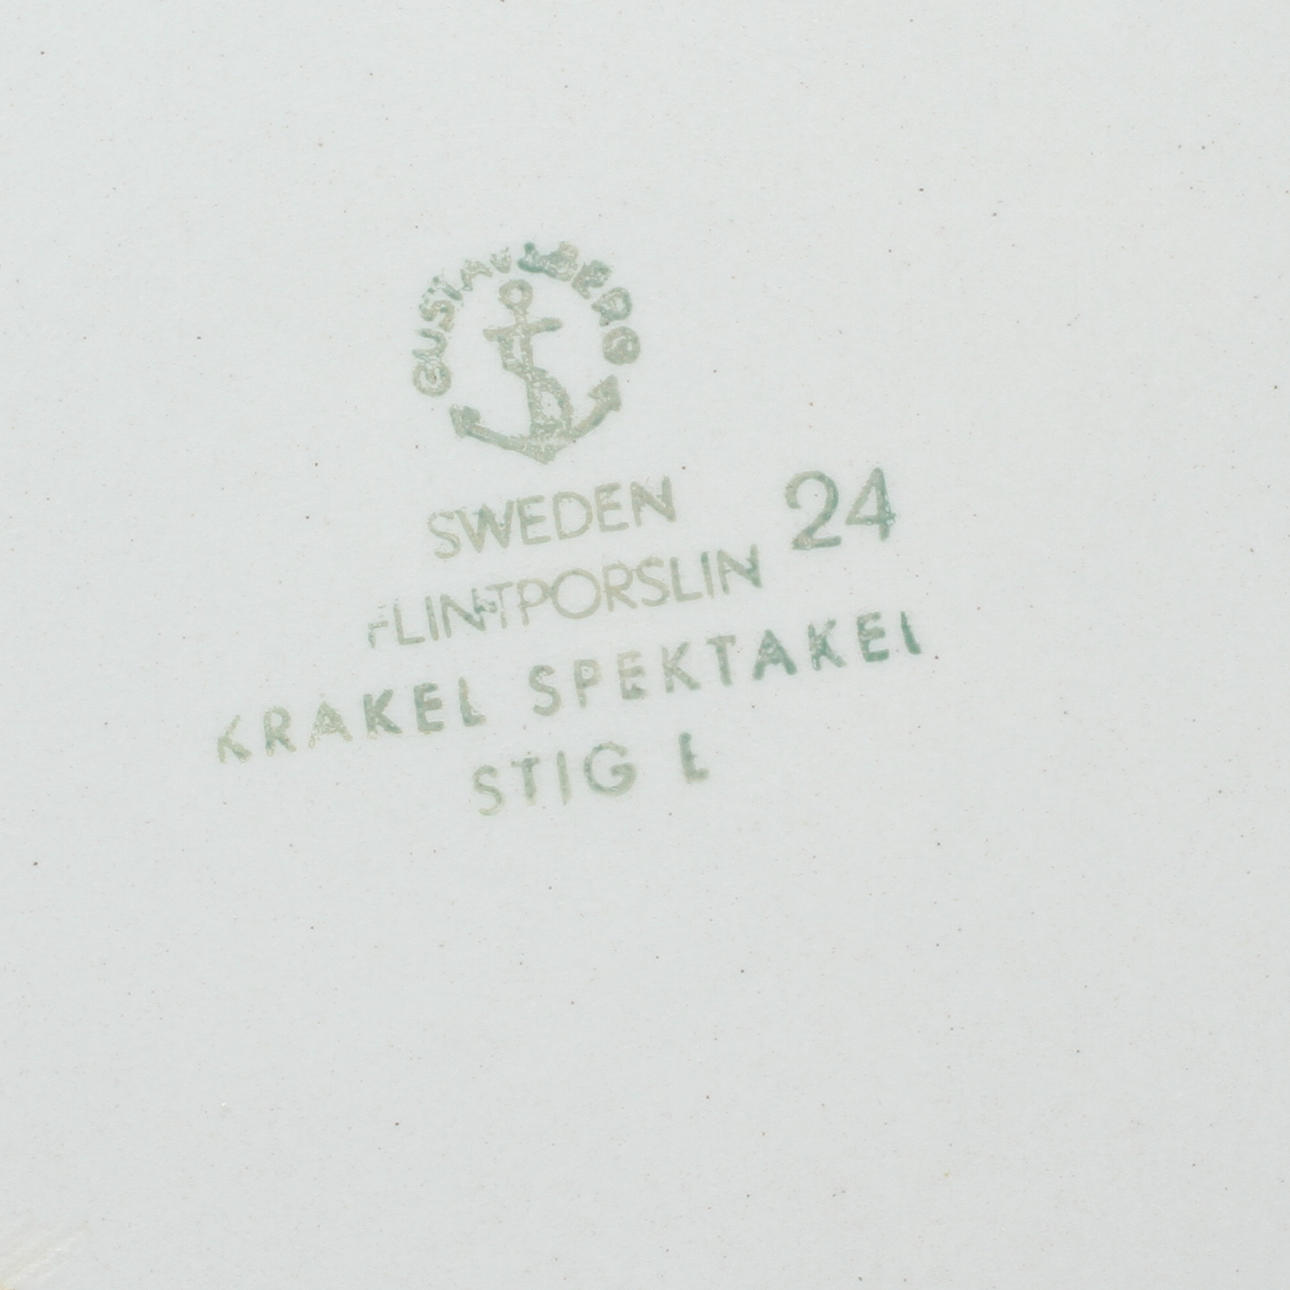 GUSTAVSBERG
SWEDEN
24
FLINTPORSLIN
KRAKEL SPEKTAKEL
STIG L